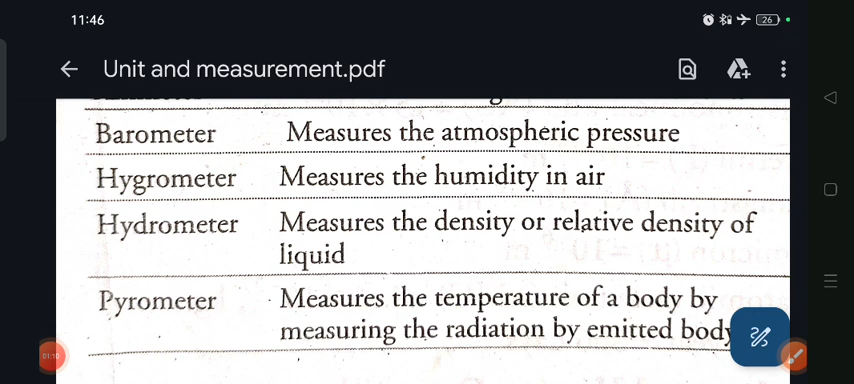 11:46
26
Unit and measurement.pdf
Barometer Measures the atmospheric pressure
Hygrometer Measures the humidity in air
Hydrometer Measures the density or relative density of
liquid
Pyrometer Measures the temperature of a body by
measuring the radiation by emitted body
01:10